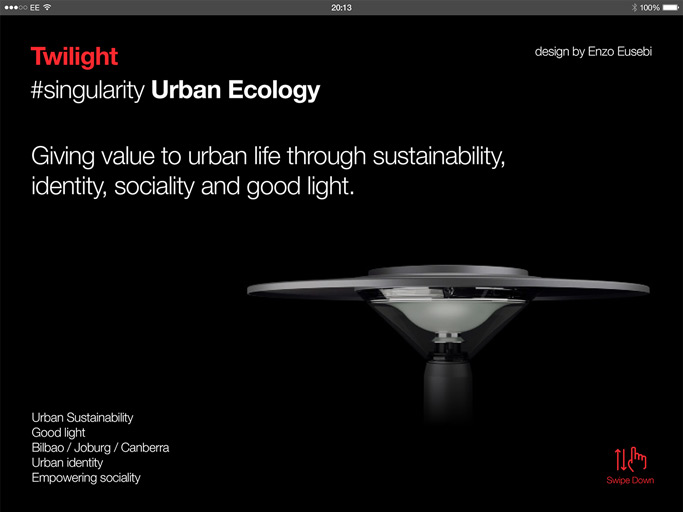 EE 20:13 100%
Twilight
design by Enzo Eusebi
#singularity Urban Ecology
Giving value to urban life through sustainability,
identity, sociality and good light.
Urban Sustainability
Good light
Bilbao / Joburg / Canberra
Urban identity
Empowering sociality
Swipe Down